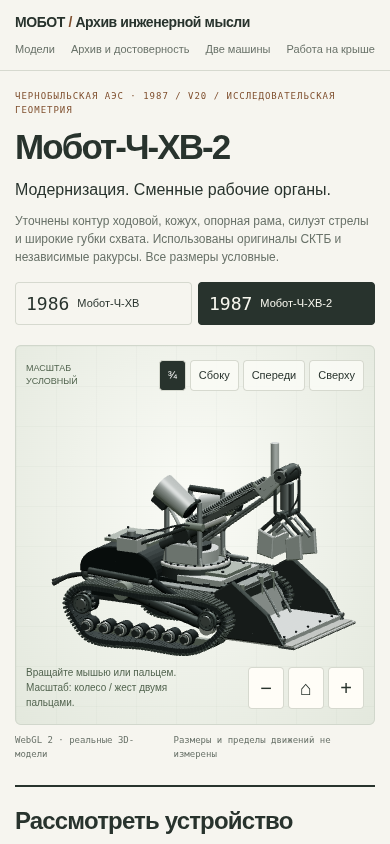 МОБОТ / Архив инженерной мысли
Модели Архив и достоверность Две машины Работа на крыше
ЧЕРНОБЫЛЬСКАЯ АЭС · 1987 / V20 / ИССЛЕДОВАТЕЛЬСКАЯ
ГЕОМЕТРИЯ
Мобот-Ч-ХВ-2
Модернизация. Сменные рабочие органы.
Уточнены контур ходовой, кожух, опорная рама, силуэт стрелы
и широкие губки схвата. Использованы оригиналы СКТБ и
независимые ракурсы. Все размеры условные.
1986 Мобот-Ч-ХВ
1987 Мобот-Ч-ХВ-2
МАСШТАБ
УСЛОВНЫЙ
¾ Сбоку Спереди Сверху
Вращайте мышью или пальцем.
Масштаб: колесо / жест двумя
пальцами.
− ⌂ +
WebGL 2 · реальные 3D-
модели
Размеры и пределы движений не
измерены
Рассмотреть устройство